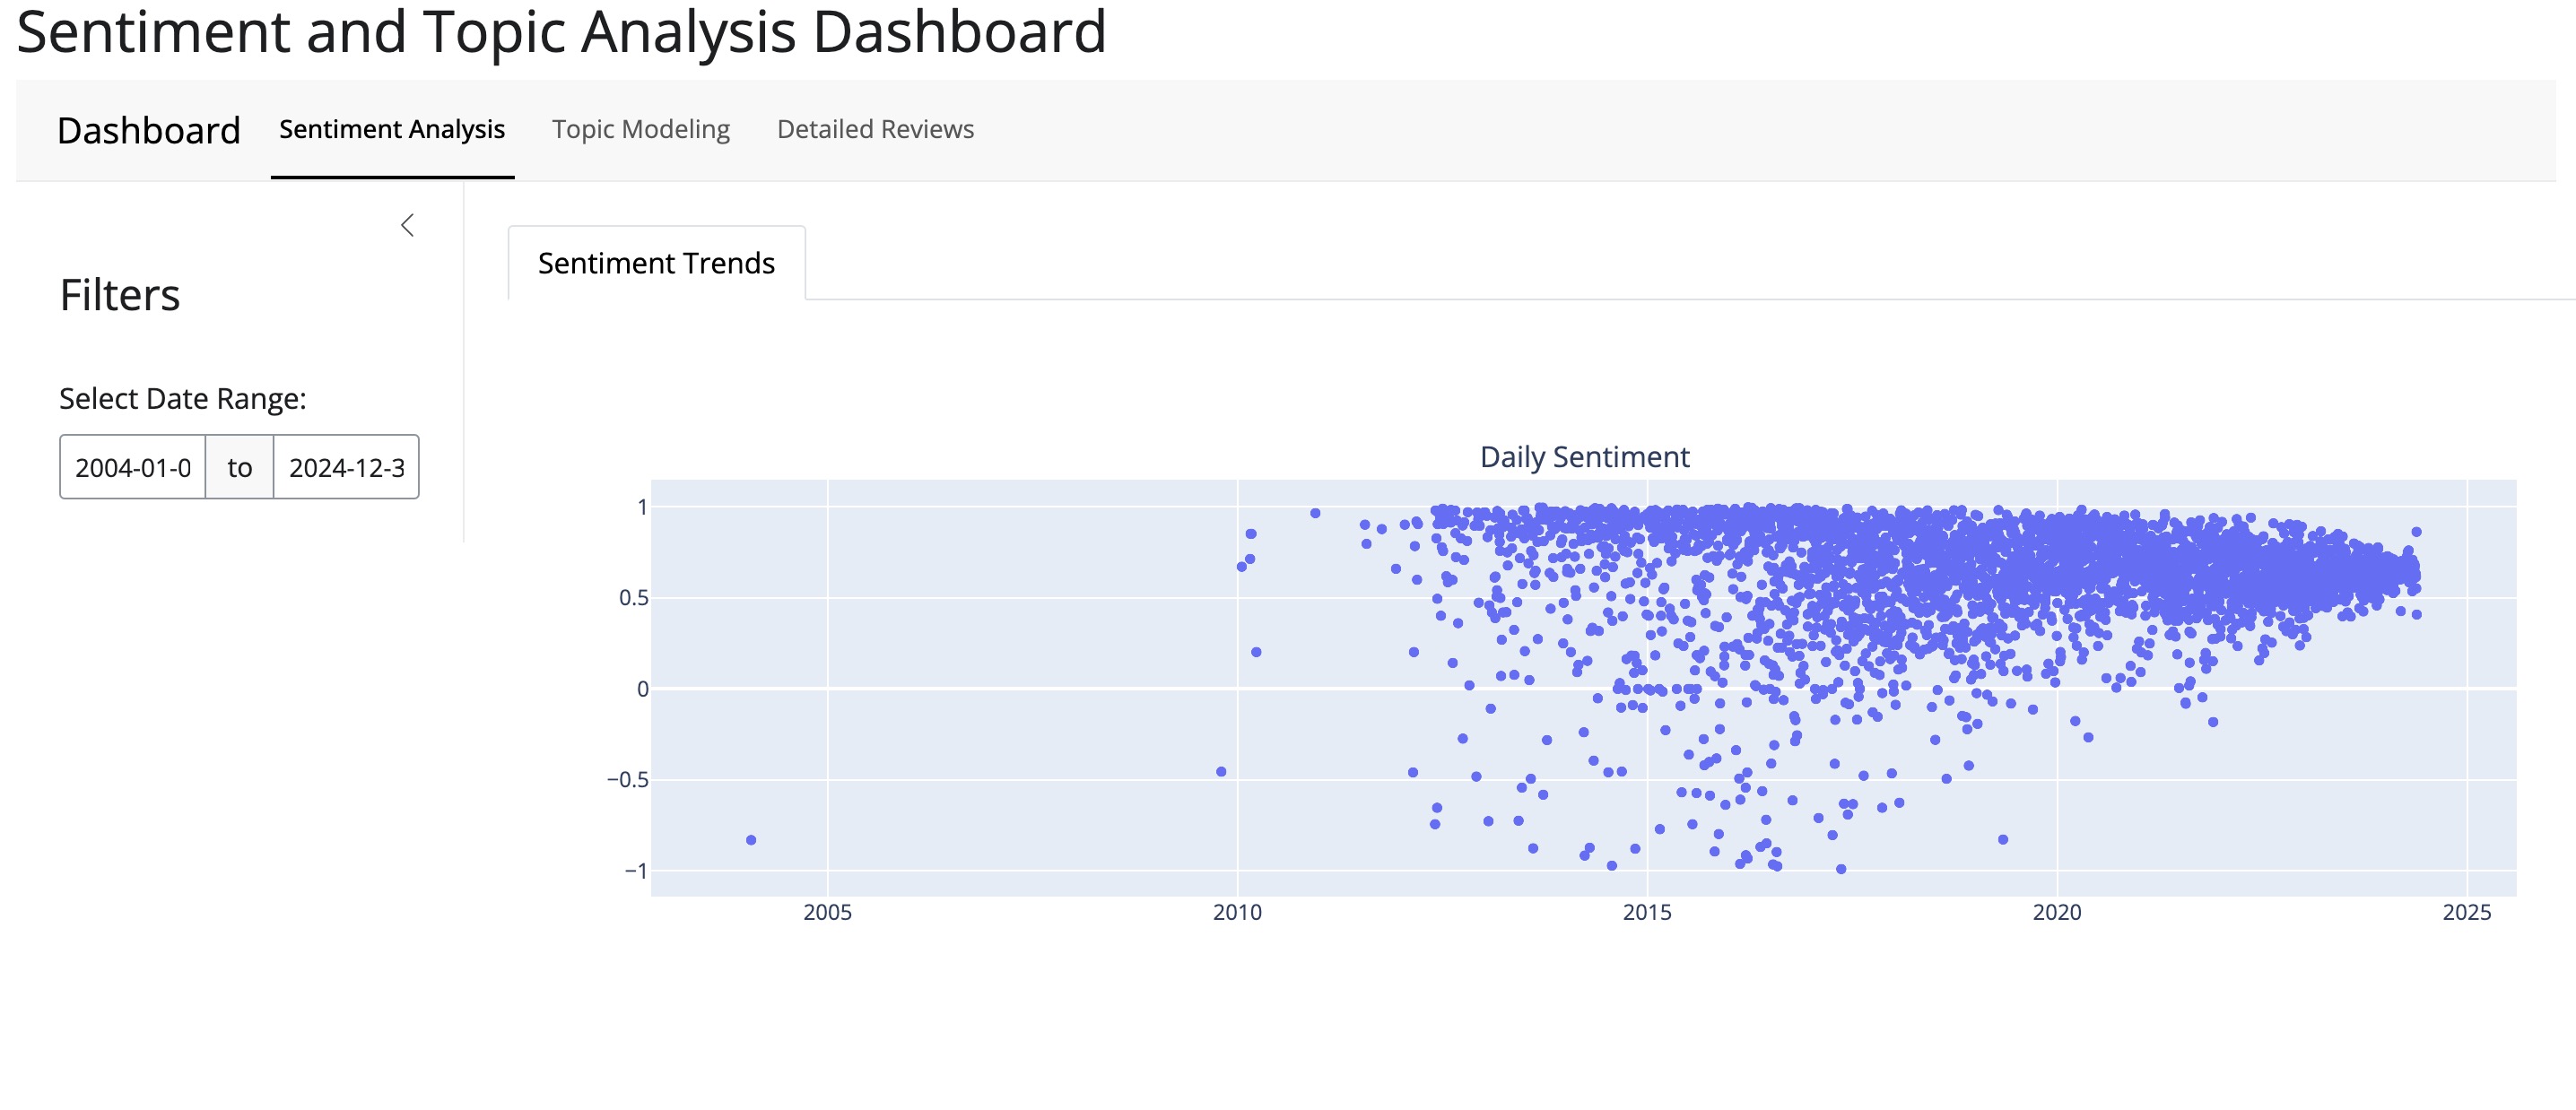 Sentiment and Topic Analysis Dashboard
Dashboard Sentiment Analysis Topic Modeling Detailed Reviews
Filters
Select Date Range:
2004-01-0 to 2024-12-3
Sentiment Trends
Daily Sentiment
1
0.5
0
−0.5
−1
2005 2010 2015 2020 2025